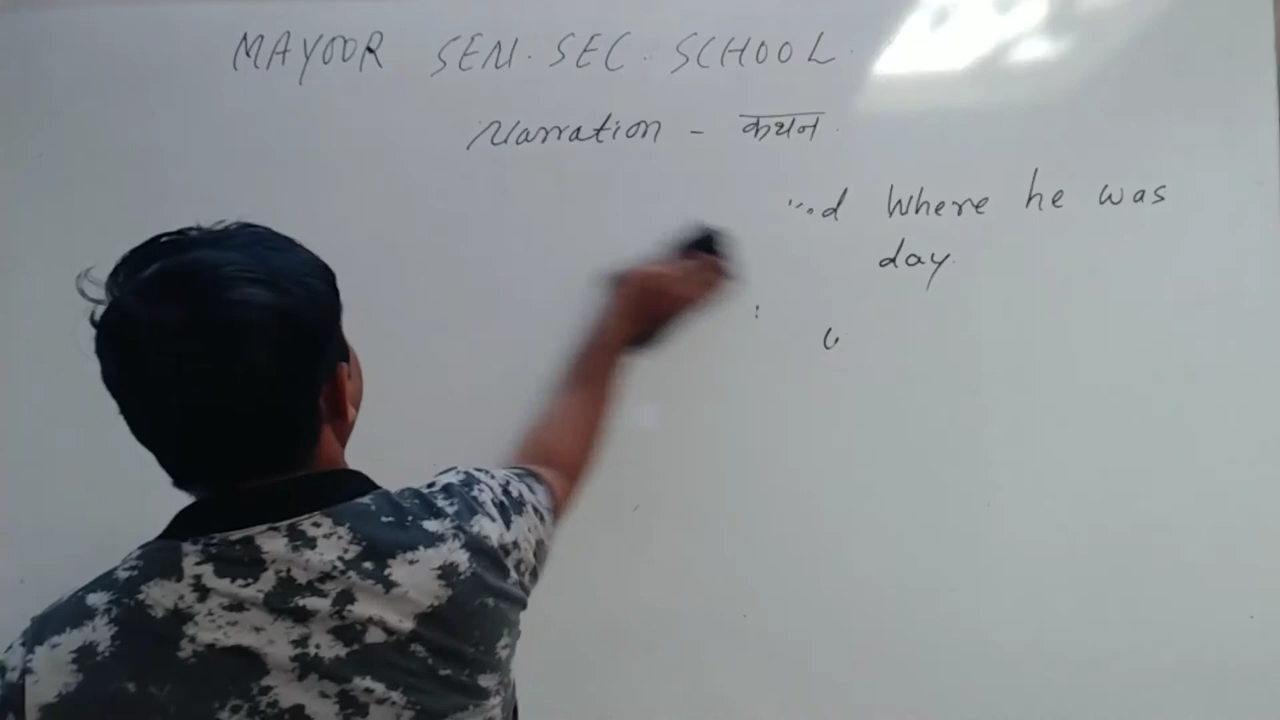 MAYOOR SEN. SEC. SCHOOL.
Narration - कथन.
where he was
day.